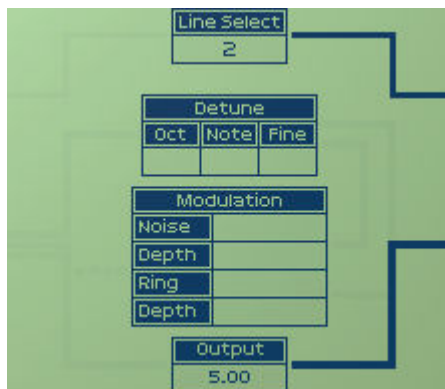 Line Select
2
Detune
Oct Note Fine
Modulation
Noise
Depth
Ring
Depth
Output
5.00